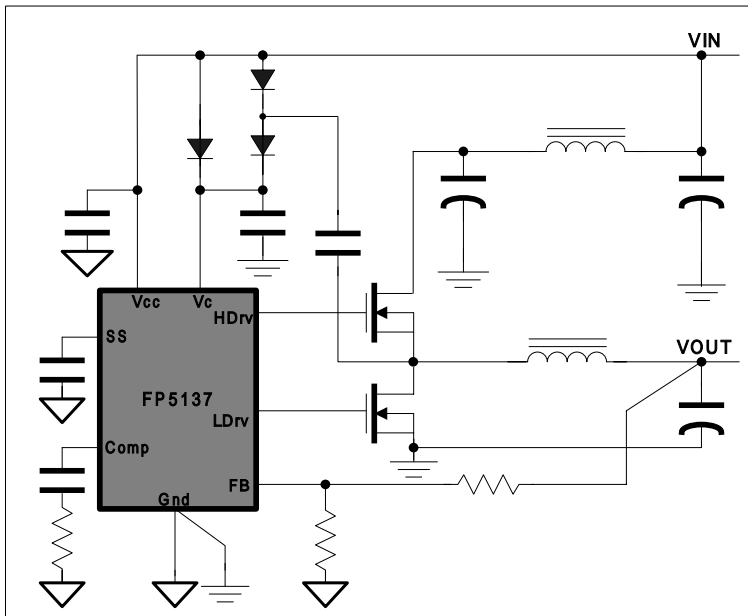 VIN
Vcc
Vc
HDrv
SS
VOUT
FP5137
LDrv
Comp
FB
Gnd